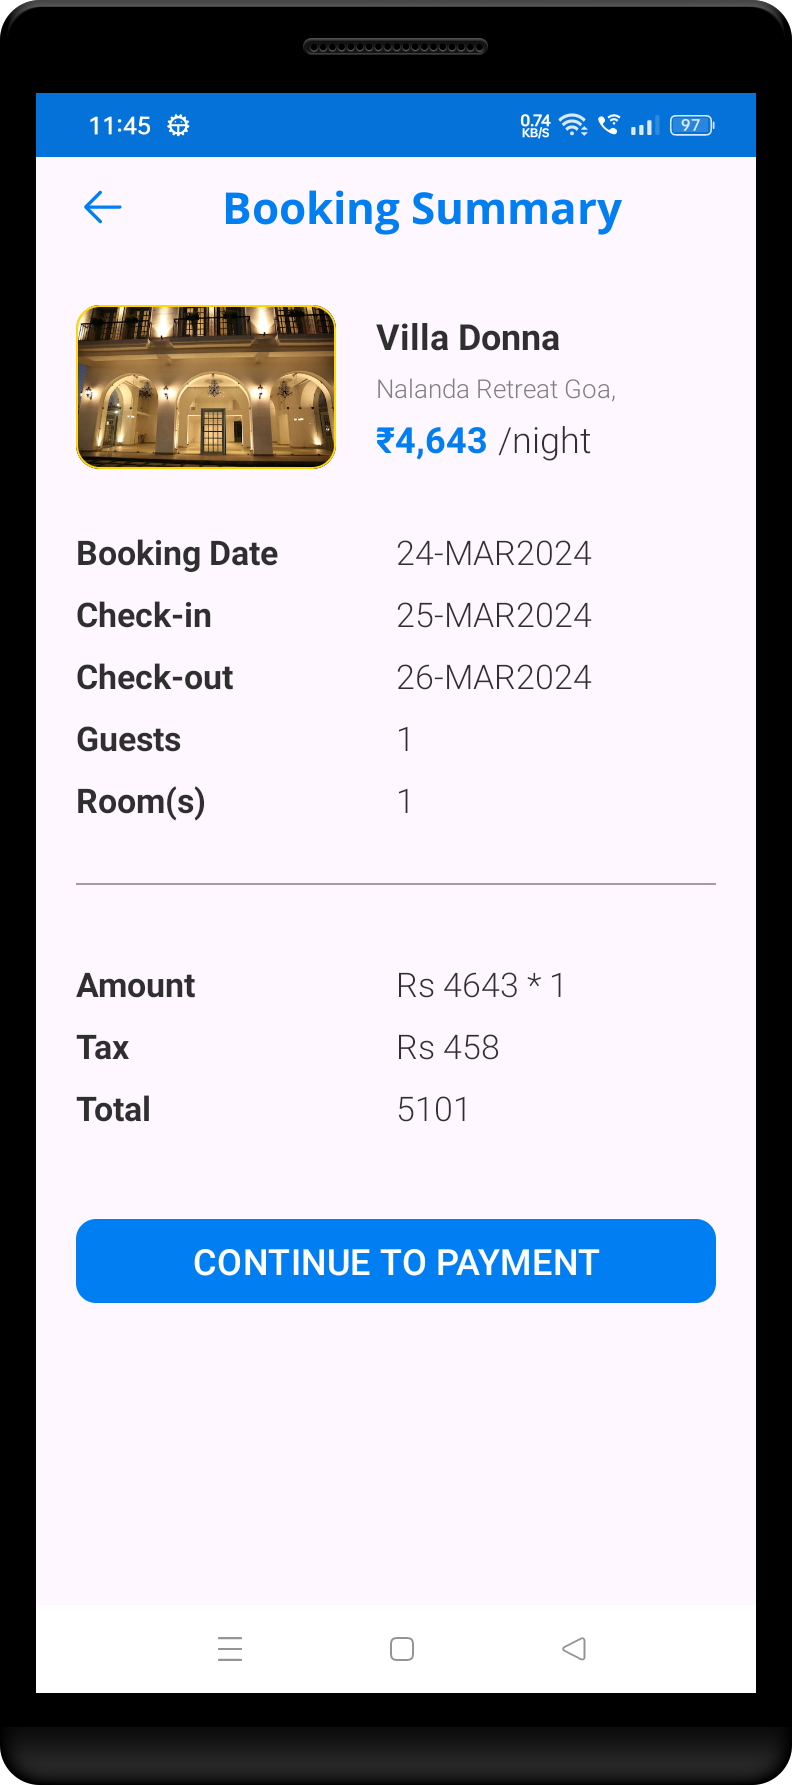 11:45 0.74 KB/S 97
Booking Summary
Villa Donna
Nalanda Retreat Goa,
₹4,643 /night
Booking Date 24-MAR2024
Check-in 25-MAR2024
Check-out 26-MAR2024
Guests 1
Room(s) 1
Amount Rs 4643 * 1
Tax Rs 458
Total 5101
CONTINUE TO PAYMENT